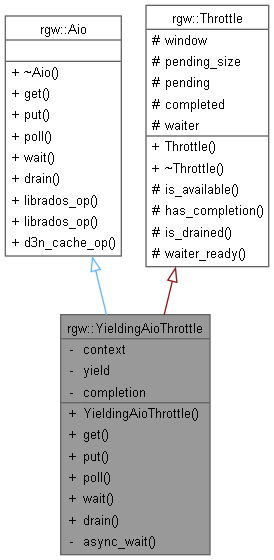 rgw::Aio
+ ~Aio()
+ get()
+ put()
+ poll()
+ wait()
+ drain()
+ librados_op()
+ librados_op()
+ d3n_cache_op()
rgw::Throttle
# window
# pending_size
# pending
# completed
# waiter
+ Throttle()
+ ~Throttle()
# is_available()
# has_completion()
# is_drained()
# waiter_ready()
rgw::YieldingAioThrottle
- context
- yield
- completion
+ YieldingAioThrottle()
+ get()
+ put()
+ poll()
+ wait()
+ drain()
- async_wait()